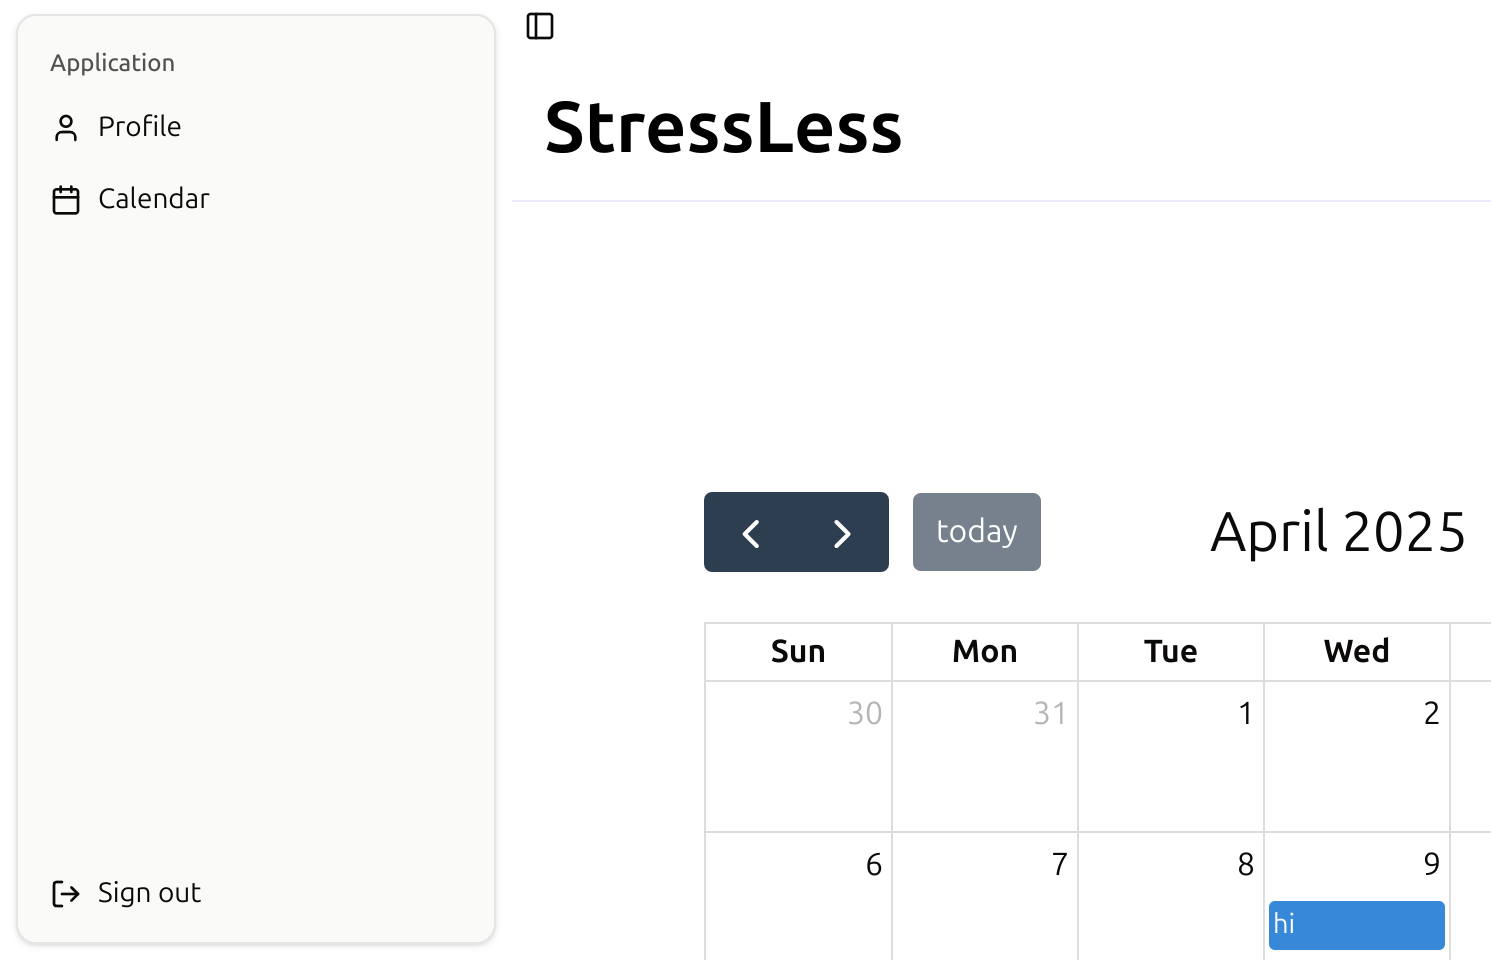 Application
Profile
Calendar
Sign out
StressLess
today
April 2025
Sun Mon Tue Wed
30 31 1 2
6 7 8 9
hi